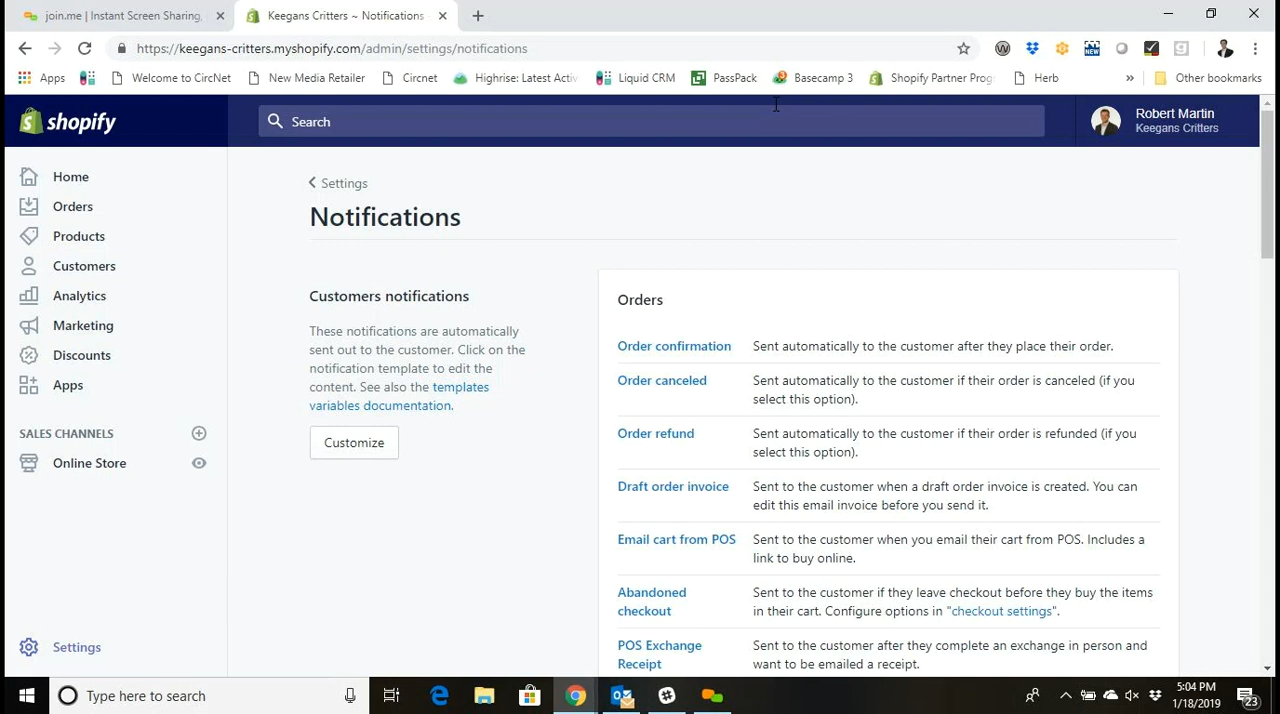 join.me | Instant Screen Sharing,
Keegans Critters ~ Notifications
https://keegans-critters.myshopify.com/admin/settings/notifications
Apps
Welcome to CircNet
New Media Retailer
Circnet
Highrise: Latest Activ
Liquid CRM
PassPack
Basecamp 3
Shopify Partner Prog
Herb
»
Other bookmarks
shopify
Search
Robert Martin
Keegans Critters
Home
Orders
Products
Customers
Analytics
Marketing
Discounts
Apps
SALES CHANNELS
Online Store
Settings
Settings
Notifications
Customers notifications
These notifications are automatically
sent out to the customer. Click on the
notification template to edit the
content. See also the templates
variables documentation.
Customize
Orders
Order confirmation Sent automatically to the customer after they place their order.
Order canceled Sent automatically to the customer if their order is canceled (if you
select this option).
Order refund Sent automatically to the customer if their order is refunded (if you
select this option).
Draft order invoice Sent to the customer when a draft order invoice is created. You can
edit this email invoice before you send it.
Email cart from POS Sent to the customer when you email their cart from POS. Includes a
link to buy online.
Abandoned Sent to the customer if they leave checkout before they buy the items
checkout in their cart. Configure options in "checkout settings".
POS Exchange Sent to the customer after they complete an exchange in person and
Receipt want to be emailed a receipt.
Type here to search
5:04 PM
1/18/2019
23